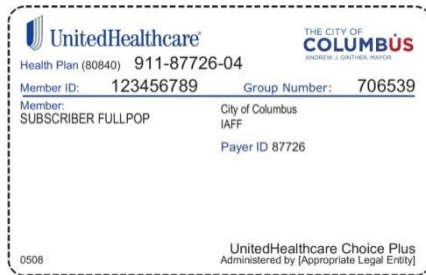 UnitedHealthcare®
THE CITY OF
COLUMBUS
ANDREW J. GINTHER, MAYOR
Health Plan (80840) 911-87726-04
Member ID: 123456789 Group Number: 706539
Member:
SUBSCRIBER FULLPOP
City of Columbus
IAFF
Payer ID 87726
UnitedHealthcare Choice Plus
0508 Administered by [Appropriate Legal Entity]